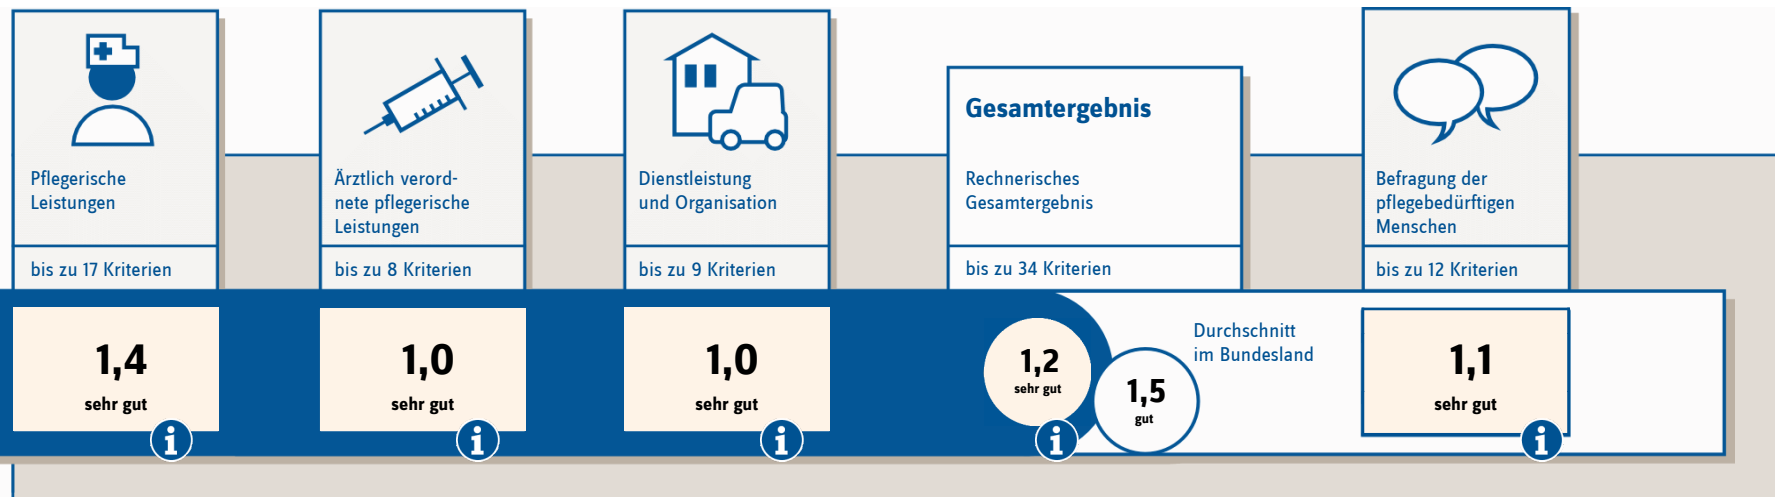 Pflegerische
Leistungen
bis zu 17 Kriterien
1,4
sehr gut
i
Ärztlich verord-
nete pflegerische
Leistungen
bis zu 8 Kriterien
1,0
sehr gut
i
Dienstleistung
und Organisation
bis zu 9 Kriterien
1,0
sehr gut
i
Gesamtergebnis
Rechnerisches
Gesamtergebnis
bis zu 34 Kriterien
1,2
sehr gut
i
1,5
gut
Durchschnitt
im Bundesland
Befragung der
pflegebedürftigen
Menschen
bis zu 12 Kriterien
1,1
sehr gut
i